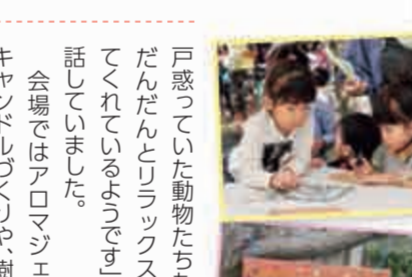 戸惑っていた動物たちも
だんだんとリラックス
てくれているようです」
話していました。
会場ではアロマジェ
キャンドルづくりや、樹